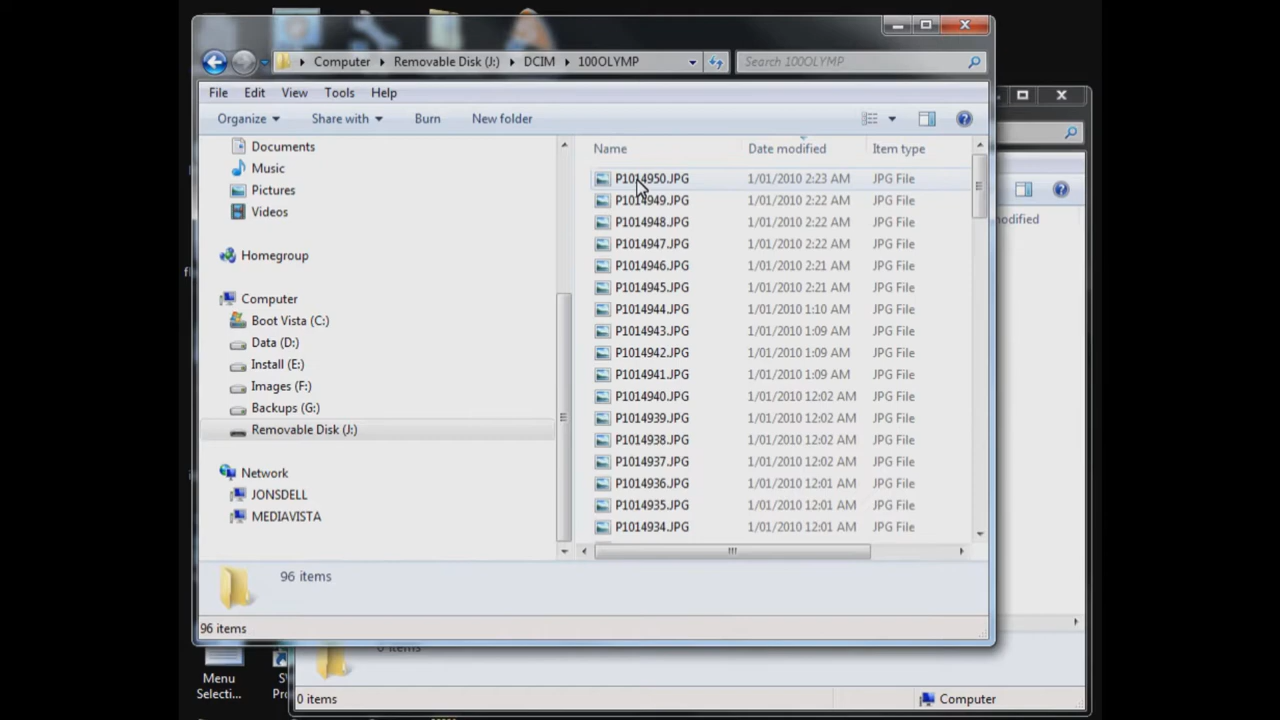 Computer Removable Disk (J:) DCIM 100OLYMP Search 100OLYMP
File Edit View Tools Help
Organize Share with Burn New folder
Documents
Music
Pictures
Videos
Homegroup
Computer
Boot Vista (C:)
Data (D:)
Install (E:)
Images (F:)
Backups (G:)
Removable Disk (J:)
Network
JONSDELL
MEDIAVISTA
Name Date modified Item type
P1014950.JPG 1/01/2010 2:23 AM JPG File
P1014949.JPG 1/01/2010 2:22 AM JPG File
P1014948.JPG 1/01/2010 2:22 AM JPG File
P1014947.JPG 1/01/2010 2:22 AM JPG File
P1014946.JPG 1/01/2010 2:21 AM JPG File
P1014945.JPG 1/01/2010 2:21 AM JPG File
P1014944.JPG 1/01/2010 1:10 AM JPG File
P1014943.JPG 1/01/2010 1:09 AM JPG File
P1014942.JPG 1/01/2010 1:09 AM JPG File
P1014941.JPG 1/01/2010 1:09 AM JPG File
P1014940.JPG 1/01/2010 12:02 AM JPG File
P1014939.JPG 1/01/2010 12:02 AM JPG File
P1014938.JPG 1/01/2010 12:02 AM JPG File
P1014937.JPG 1/01/2010 12:02 AM JPG File
P1014936.JPG 1/01/2010 12:01 AM JPG File
P1014935.JPG 1/01/2010 12:01 AM JPG File
P1014934.JPG 1/01/2010 12:01 AM JPG File
96 items
96 items
modified
0 items
0 items Computer
Menu
Selecti...